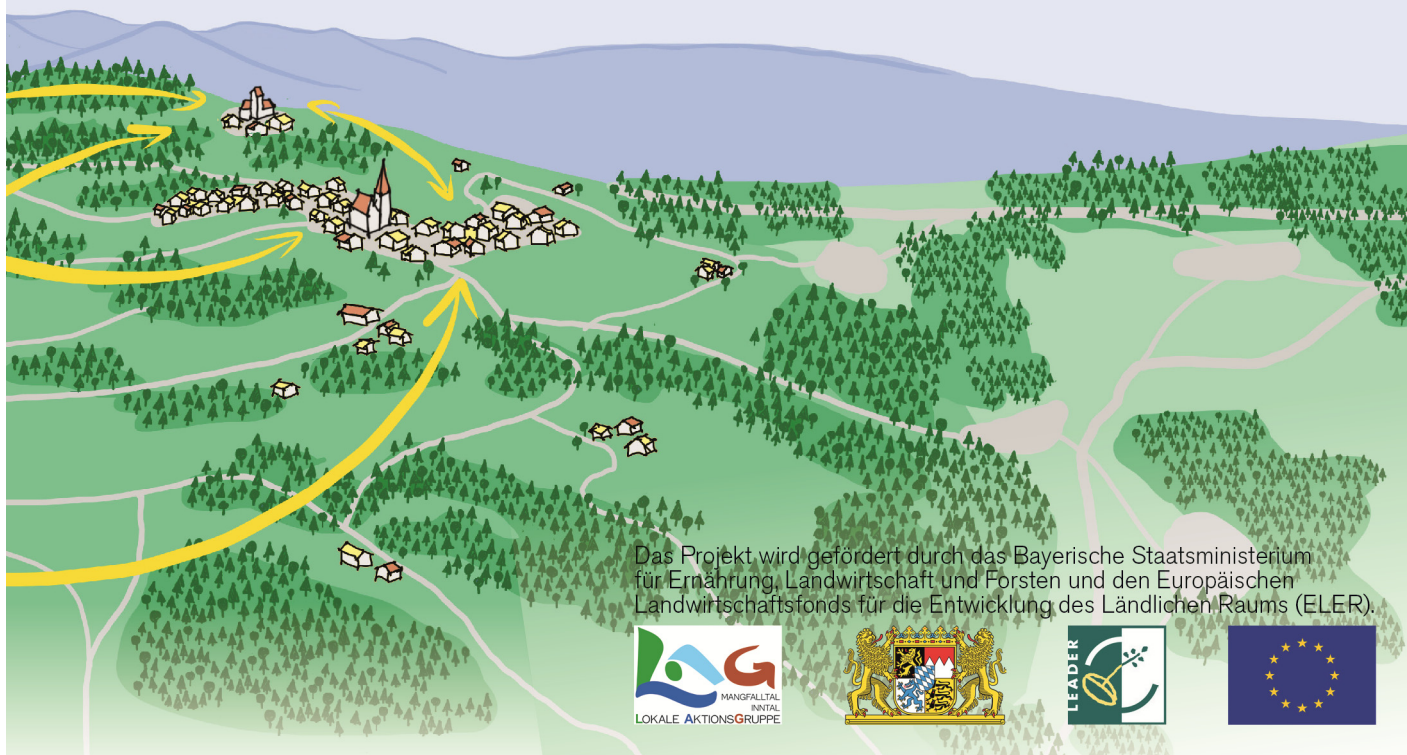 Das Projekt wird gefördert durch das Bayerische Staatsministerium
für Ernährung, Landwirtschaft und Forsten und den Europäischen
Landwirtschaftsfonds für die Entwicklung des Ländlichen Raums (ELER).
LAG
MANGFALLTAL
INNTAL
LOKALE AKTIONSGRUPPE
LEADER